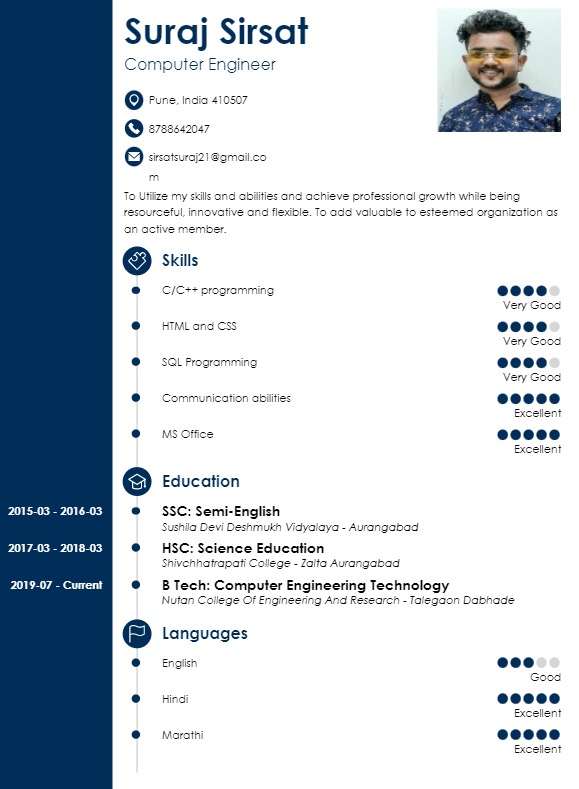 Suraj Sirsat
Computer Engineer
Pune, India 410507
8788642047
sirsatsuraj21@gmail.co
m
To Utilize my skills and abilities and achieve professional growth while being
resourceful, innovative and flexible. To add valuable to esteemed organization as
an active member.
Skills
C/C++ programming
Very Good
HTML and CSS
Very Good
SQL Programming
Very Good
Communication abilities
Excellent
MS Office
Excellent
Education
2015-03 - 2016-03
SSC: Semi-English
Sushila Devi Deshmukh Vidyalaya - Aurangabad
2017-03 - 2018-03
HSC: Science Education
Shivchhatrapati College - Zalta Aurangabad
2019-07 - Current
B Tech: Computer Engineering Technology
Nutan College Of Engineering And Research - Talegaon Dabhade
Languages
English
Good
Hindi
Excellent
Marathi
Excellent